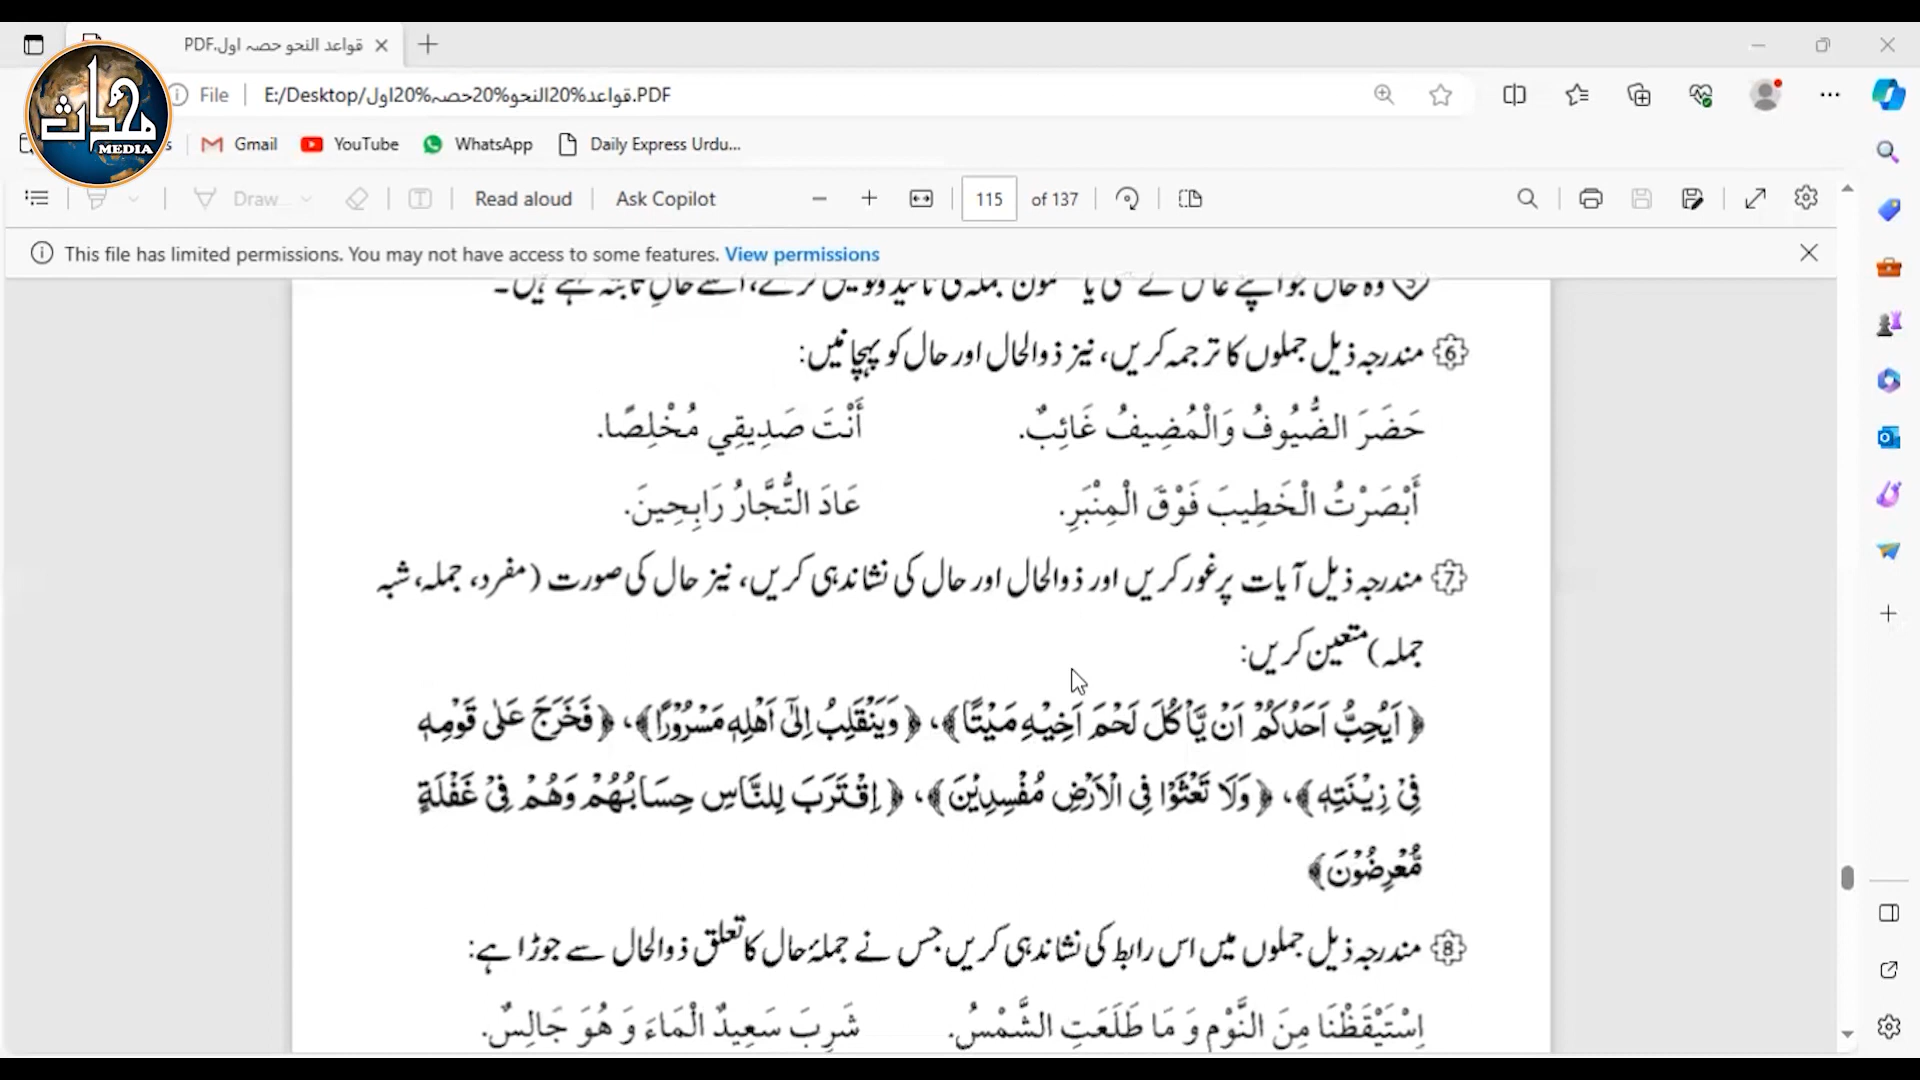 قواعد النحو حصہ اول.PDF
File
E:/Desktop/قواعد%20النحو%20حصہ%20اول.PDF
محدث
MEDIA
Gmail
YouTube
WhatsApp
Daily Express Urdu...
Draw
Read aloud
Ask Copilot
115
of 137
This file has limited permissions. You may not have access to some features. View permissions
6 مندرجہ ذیل جملوں کا ترجمہ کریں، نیز ذوالحال اور حال کو پہچانیں:
حَضَرَ الضُّيُوفُ وَالْمُضِيفُ غَائِبٌ. أَنْتَ صَدِيقِي مُخْلِصًا.
أَبْصَرْتُ الْخَطِيبَ فَوْقَ الْمِنْبَرِ. عَادَ التُّجَّارُ رَابِحِينَ.
7 مندرجہ ذیل آیات پر غور کریں اور ذوالحال اور حال کی نشاندہی کریں، نیز حال کی صورت (مفرد، جملہ، شبہ
جملہ) متعین کریں:
﴿اَيُحِبُّ اَحَدُكُمْ اَنْ يَّاْكُلَ لَحْمَ اَخِيْهِ مَيْتًا﴾، ﴿وَيَنْقَلِبُ اِلٰٓى اَهْلِهٖ مَسْرُوْرًا﴾، ﴿فَخَرَجَ عَلٰى قَوْمِهٖ
فِيْ زِيْنَتِهٖ﴾، ﴿وَلَا تَعْثَوْا فِى الْاَرْضِ مُفْسِدِيْنَ﴾، ﴿اِقْتَرَبَ لِلنَّاسِ حِسَابُهُمْ وَهُمْ فِيْ غَفْلَةٍ
مُّعْرِضُوْنَ﴾
8 مندرجہ ذیل جملوں میں اس رابط کی نشاندہی کریں جس نے جملۂ حال کا تعلق ذوالحال سے جوڑا ہے:
اِسْتَيْقَظْنَا مِنَ النَّوْمِ وَ مَا طَلَعَتِ الشَّمْسُ. شَرِبَ سَعِيدٌ الْمَاءَ وَ هُوَ جَالِسٌ.